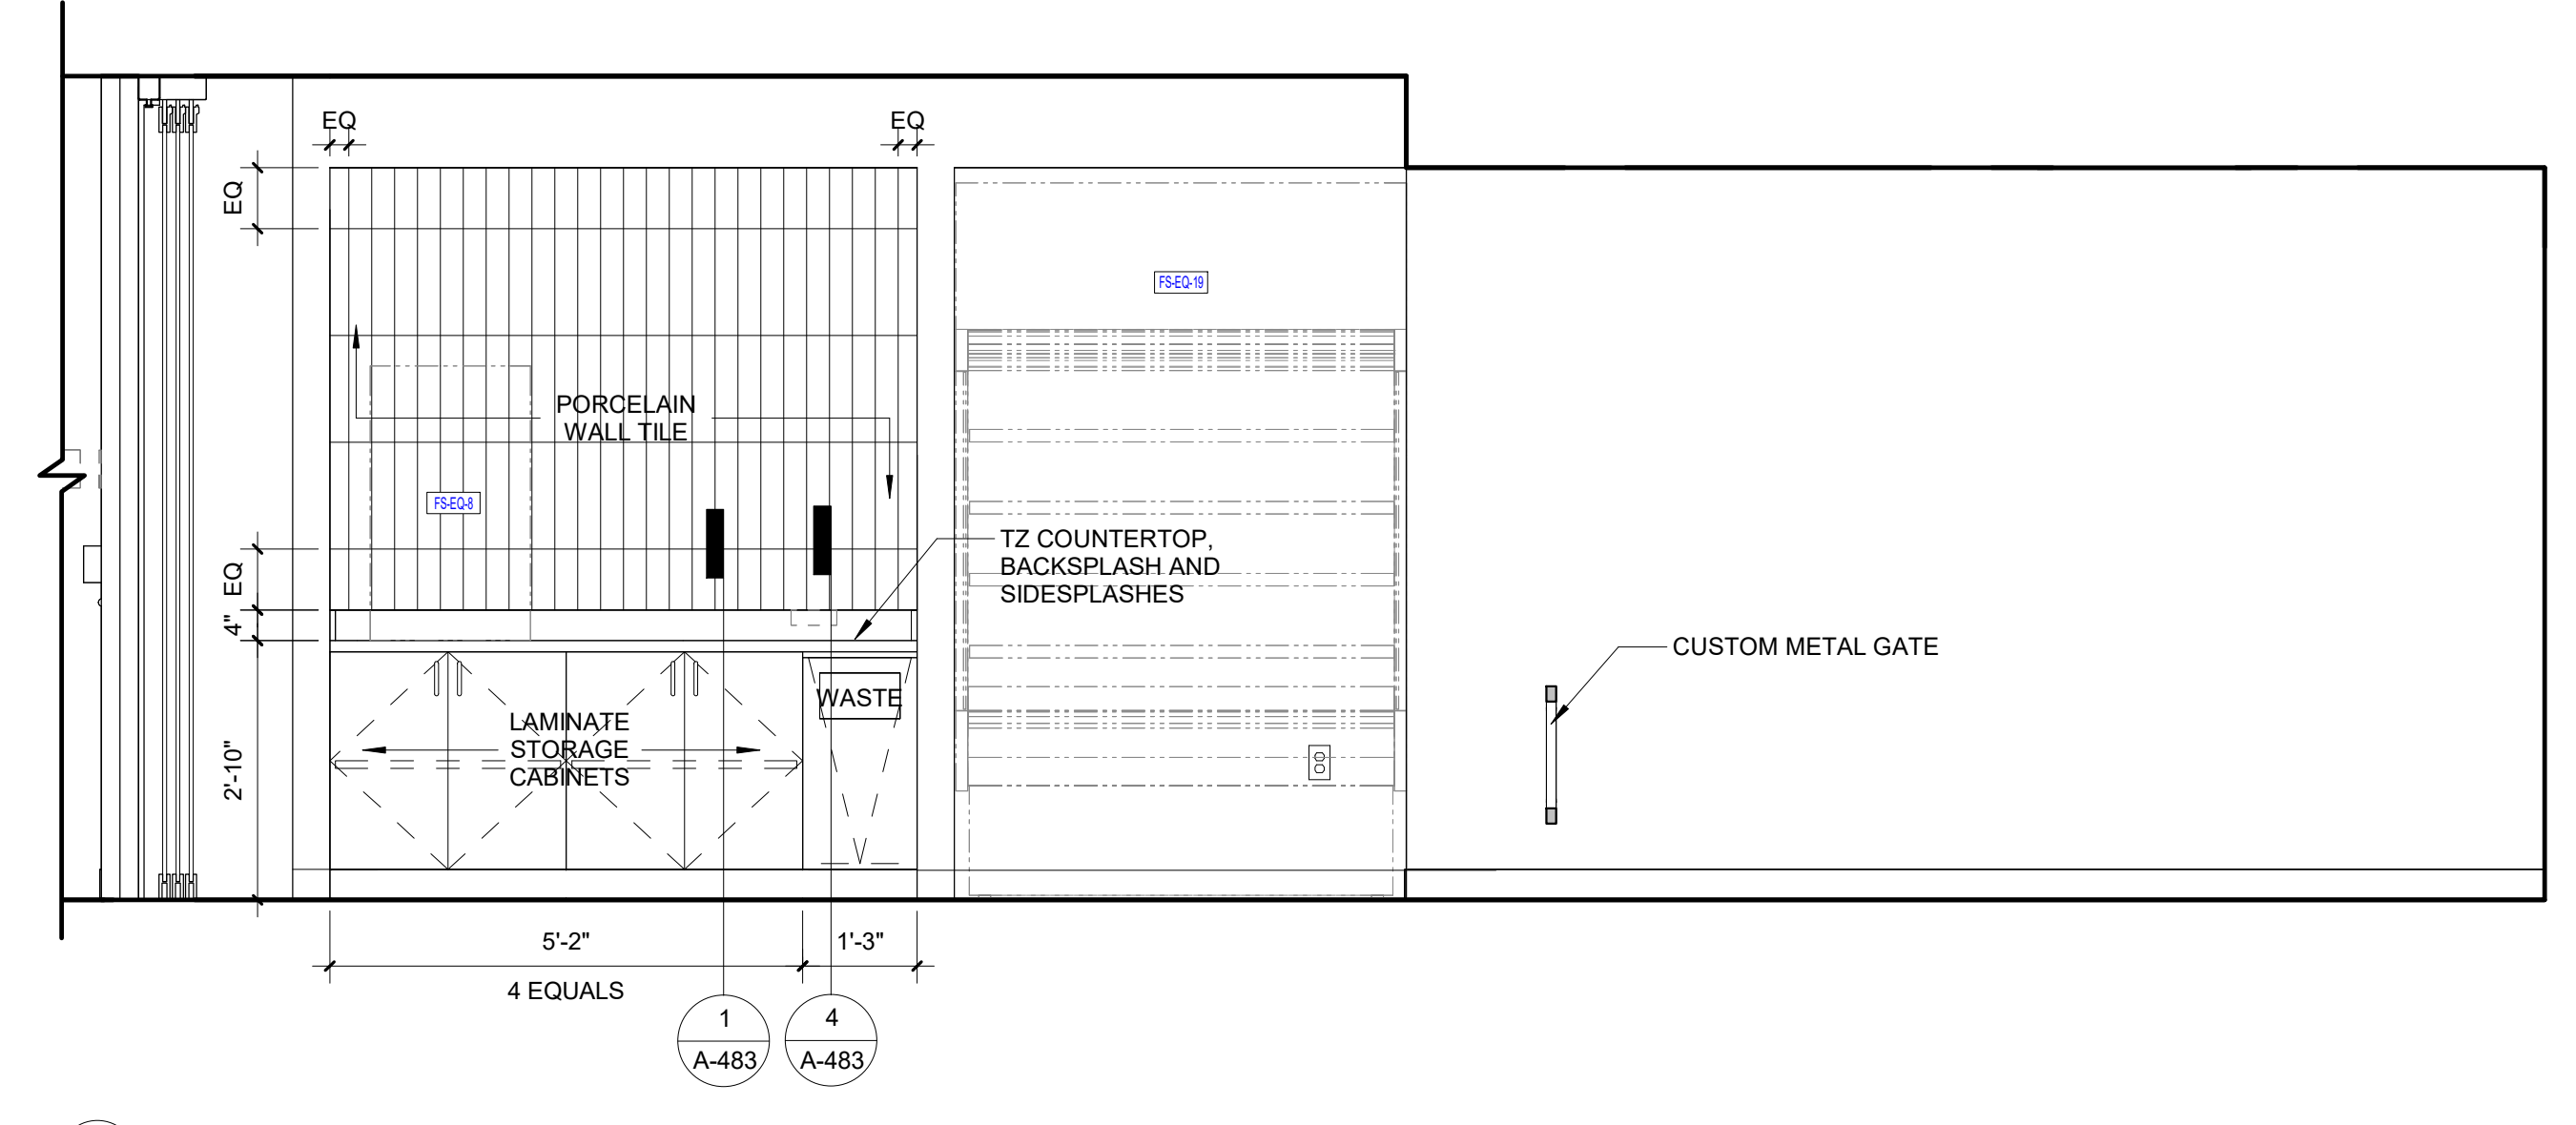 EQ
EQ
EQ
FS-EQ-19
PORCELAIN
WALL TILE
FS-EQ-8
TZ COUNTERTOP,
BACKSPLASH AND
SIDESPLASHES
EQ
4"
CUSTOM METAL GATE
WASTE
LAMINATE
STORAGE
CABINETS
2'-10"
5'-2"
1'-3"
4 EQUALS
1
A-483
4
A-483